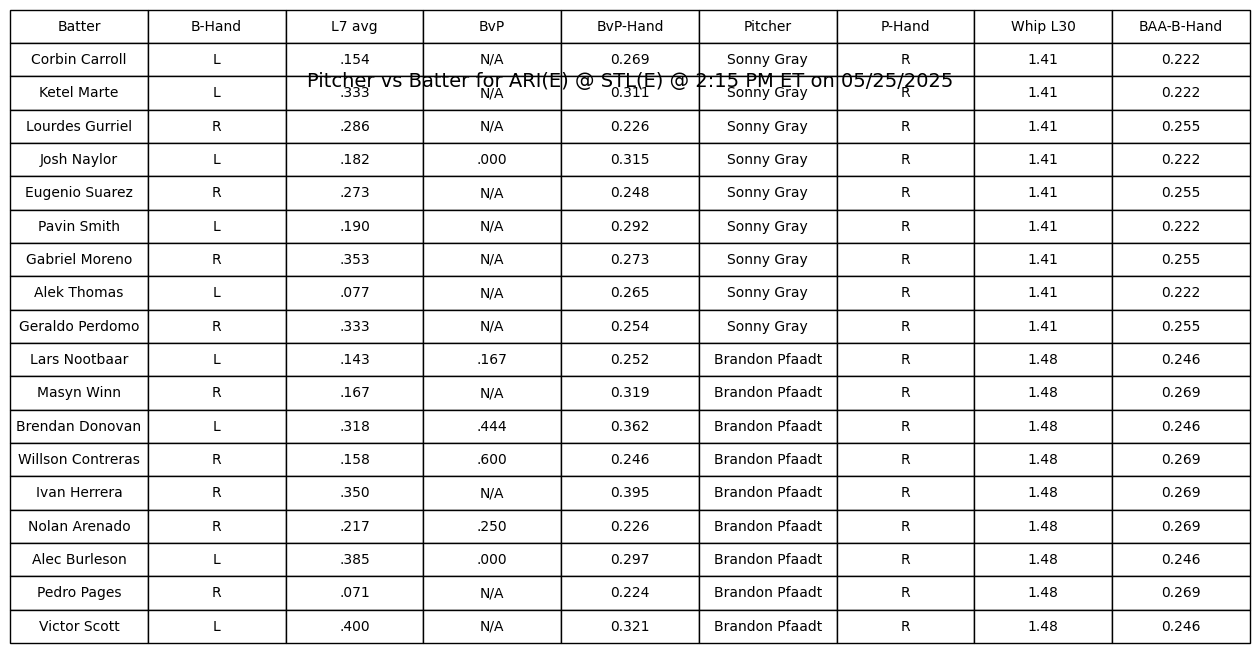 Batter B-Hand L7 avg BvP BvP-Hand Pitcher P-Hand Whip L30 BAA-B-Hand
Corbin Carroll L .154 N/A 0.269 Sonny Gray R 1.41 0.222
Pitcher vs Batter for ARI(E) @ STL(E) @ 2:15 PM ET on 05/25/2025
Ketel Marte L .333 N/A 0.311 Sonny Gray R 1.41 0.222
Lourdes Gurriel R .286 N/A 0.226 Sonny Gray R 1.41 0.255
Josh Naylor L .182 .000 0.315 Sonny Gray R 1.41 0.222
Eugenio Suarez R .273 N/A 0.248 Sonny Gray R 1.41 0.255
Pavin Smith L .190 N/A 0.292 Sonny Gray R 1.41 0.222
Gabriel Moreno R .353 N/A 0.273 Sonny Gray R 1.41 0.255
Alek Thomas L .077 N/A 0.265 Sonny Gray R 1.41 0.222
Geraldo Perdomo R .333 N/A 0.254 Sonny Gray R 1.41 0.255
Lars Nootbaar L .143 .167 0.252 Brandon Pfaadt R 1.48 0.246
Masyn Winn R .167 N/A 0.319 Brandon Pfaadt R 1.48 0.269
Brendan Donovan L .318 .444 0.362 Brandon Pfaadt R 1.48 0.246
Willson Contreras R .158 .600 0.246 Brandon Pfaadt R 1.48 0.269
Ivan Herrera R .350 N/A 0.395 Brandon Pfaadt R 1.48 0.269
Nolan Arenado R .217 .250 0.226 Brandon Pfaadt R 1.48 0.269
Alec Burleson L .385 .000 0.297 Brandon Pfaadt R 1.48 0.246
Pedro Pages R .071 N/A 0.224 Brandon Pfaadt R 1.48 0.269
Victor Scott L .400 N/A 0.321 Brandon Pfaadt R 1.48 0.246